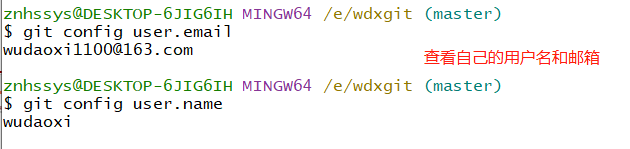 znhssys@DESKTOP-6JIG6IH MINGW64 /e/wdxgit (master)
$ git config user.email
wudaoxi1100@163.com
查看自己的用户名和邮箱
znhssys@DESKTOP-6JIG6IH MINGW64 /e/wdxgit (master)
$ git config user.name
wudaoxi